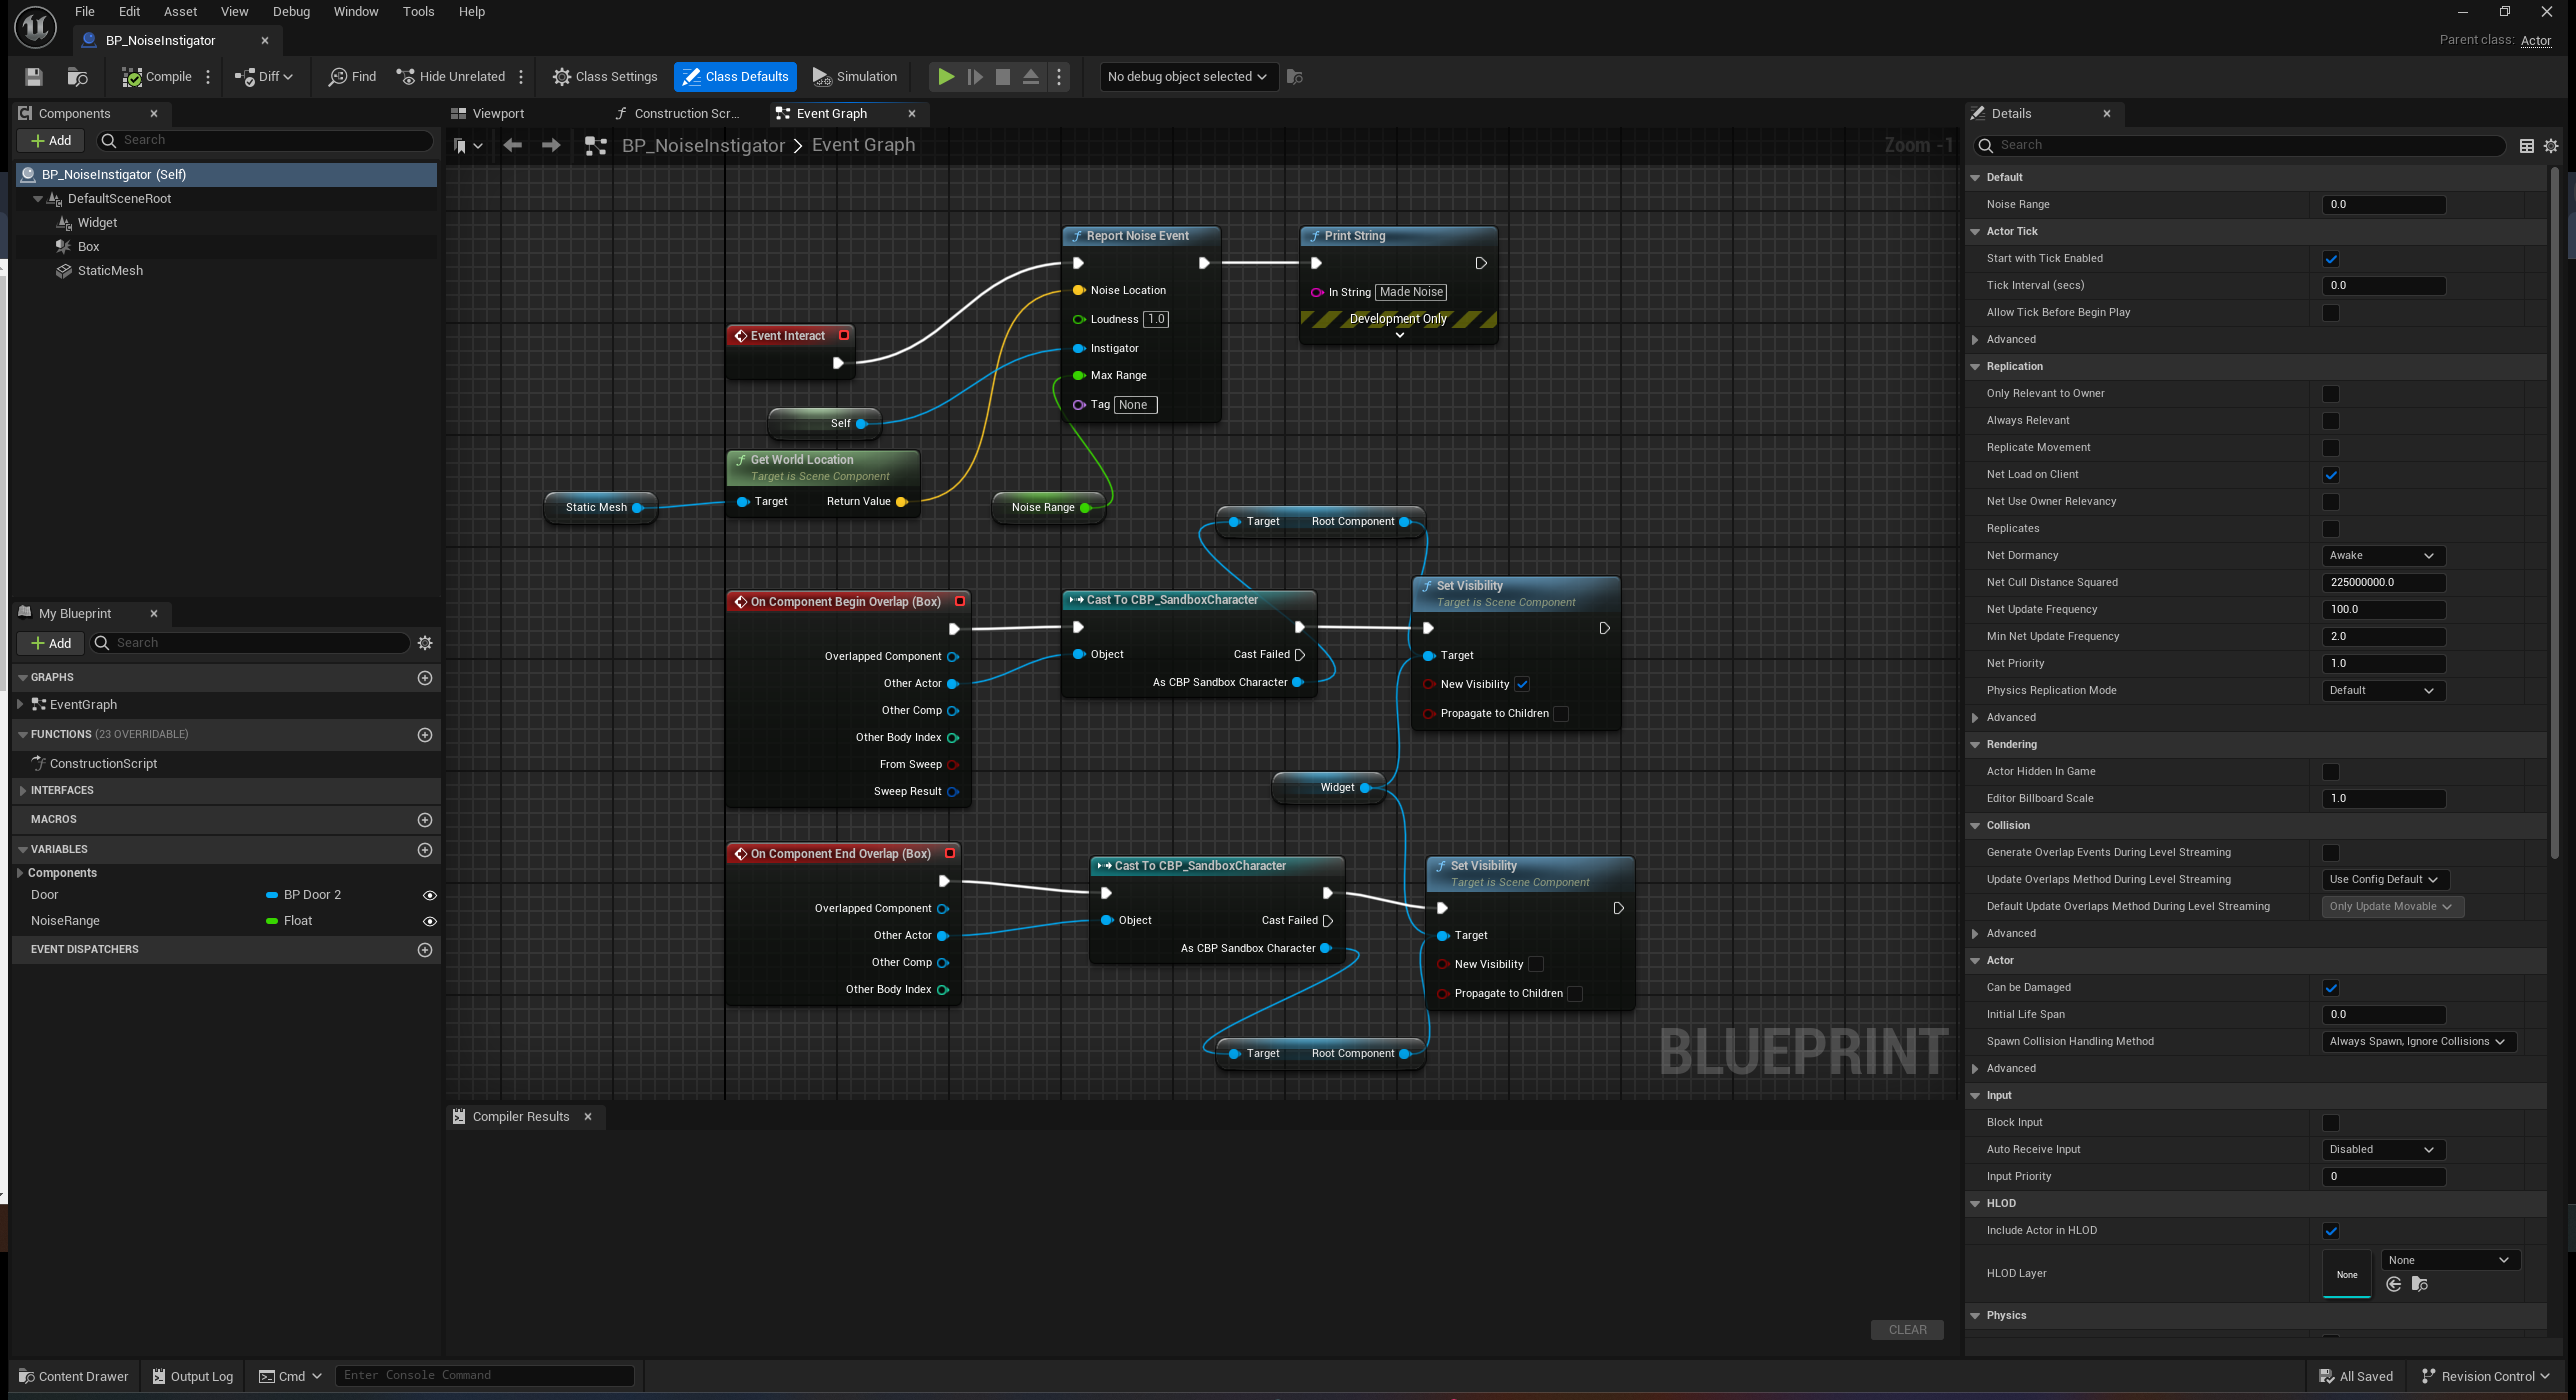 File Edit Asset View Debug Window Tools Help
BP_NoiseInstigator
Parent class: Actor
Compile Diff Find Hide Unrelated Class Settings Class Defaults Simulation No debug object selected
Components
Add Search
BP_NoiseInstigator (Self)
DefaultSceneRoot
Widget
Box
StaticMesh
My Blueprint
Add Search
GRAPHS
EventGraph
FUNCTIONS (23 OVERRIDABLE)
ConstructionScript
INTERFACES
MACROS
VARIABLES
Components
Door BP Door 2
NoiseRange Float
EVENT DISPATCHERS
Viewport Construction Scr... Event Graph
BP_NoiseInstigator > Event Graph
Zoom -1
Report Noise Event
Noise Location
Loudness 1.0
Instigator
Max Range
Tag None
Print String
In String Made Noise
Development Only
Event Interact
Self
Get World Location
Target is Scene Component
Target Return Value
Static Mesh
Noise Range
Target Root Component
On Component Begin Overlap (Box)
Overlapped Component
Other Actor
Other Comp
Other Body Index
From Sweep
Sweep Result
Cast To CBP_SandboxCharacter
Object Cast Failed
As CBP Sandbox Character
Set Visibility
Target is Scene Component
Target
New Visibility
Propagate to Children
Widget
On Component End Overlap (Box)
Overlapped Component
Other Actor
Other Comp
Other Body Index
Cast To CBP_SandboxCharacter
Object Cast Failed
As CBP Sandbox Character
Set Visibility
Target is Scene Component
Target
New Visibility
Propagate to Children
Target Root Component
BLUEPRINT
Compiler Results
CLEAR
Details
Search
Default
Noise Range 0.0
Actor Tick
Start with Tick Enabled
Tick Interval (secs) 0.0
Allow Tick Before Begin Play
Advanced
Replication
Only Relevant to Owner
Always Relevant
Replicate Movement
Net Load on Client
Net Use Owner Relevancy
Replicates
Net Dormancy Awake
Net Cull Distance Squared 225000000.0
Net Update Frequency 100.0
Min Net Update Frequency 2.0
Net Priority 1.0
Physics Replication Mode Default
Advanced
Rendering
Actor Hidden In Game
Editor Billboard Scale 1.0
Collision
Generate Overlap Events During Level Streaming
Update Overlaps Method During Level Streaming Use Config Default
Default Update Overlaps Method During Level Streaming Only Update Movable
Advanced
Actor
Can be Damaged
Initial Life Span 0.0
Spawn Collision Handling Method Always Spawn, Ignore Collisions
Advanced
Input
Block Input
Auto Receive Input Disabled
Input Priority 0
HLOD
Include Actor in HLOD
HLOD Layer None None
Physics
Content Drawer Output Log Cmd Enter Console Command All Saved Revision Control